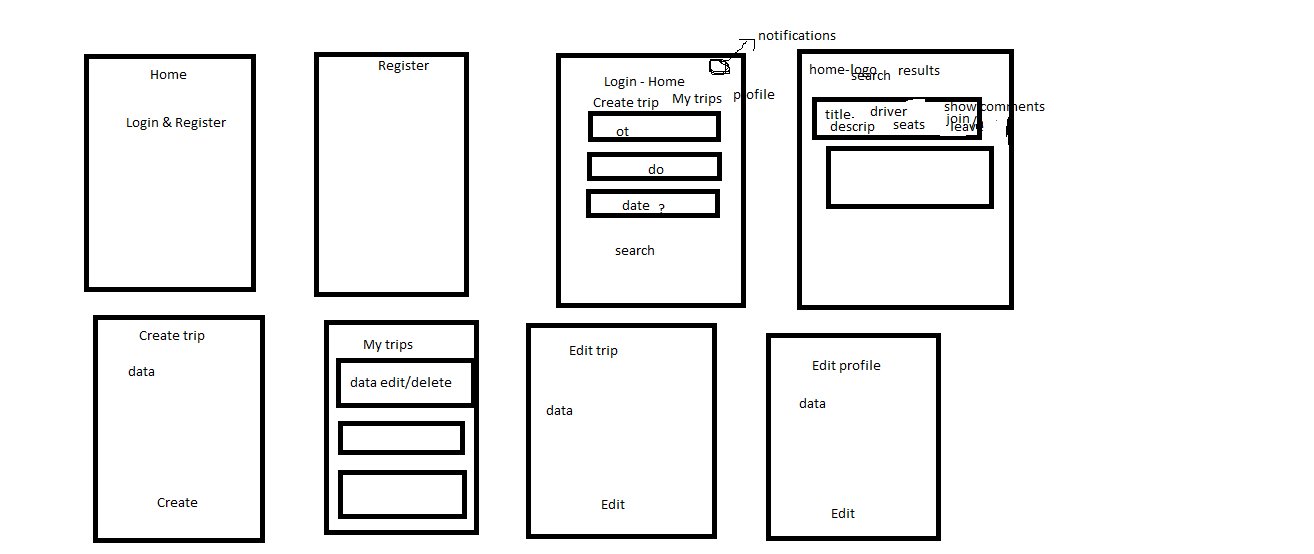 notifications
Home
Login & Register
Register
Login - Home
Create trip My trips profile
ot
do
date ?
search
home-logo results
search
title. driver show comments
descrip seats join /
leave
Create trip
data
Create
My trips
data edit/delete
Edit trip
data
Edit
Edit profile
data
Edit